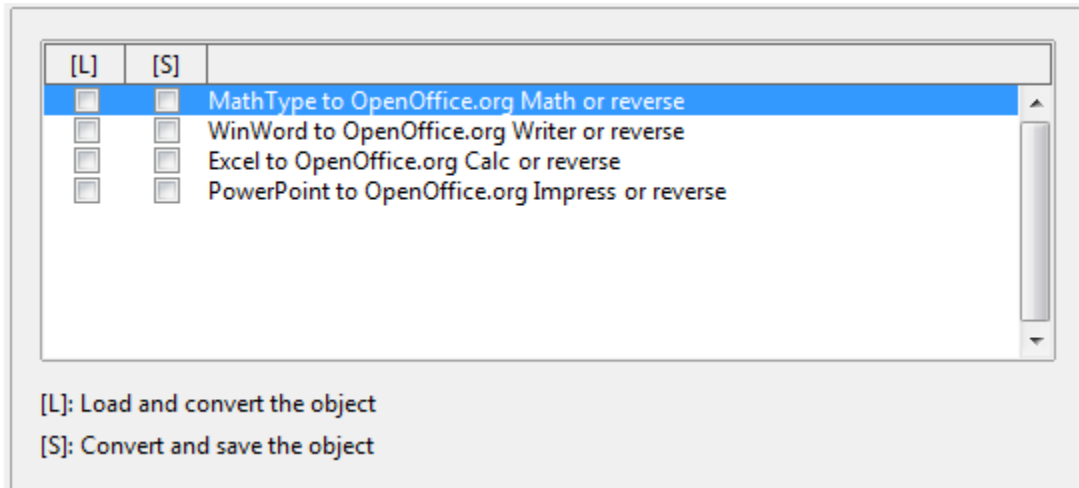 [L] [S]
MathType to OpenOffice.org Math or reverse
WinWord to OpenOffice.org Writer or reverse
Excel to OpenOffice.org Calc or reverse
PowerPoint to OpenOffice.org Impress or reverse
[L]: Load and convert the object
[S]: Convert and save the object